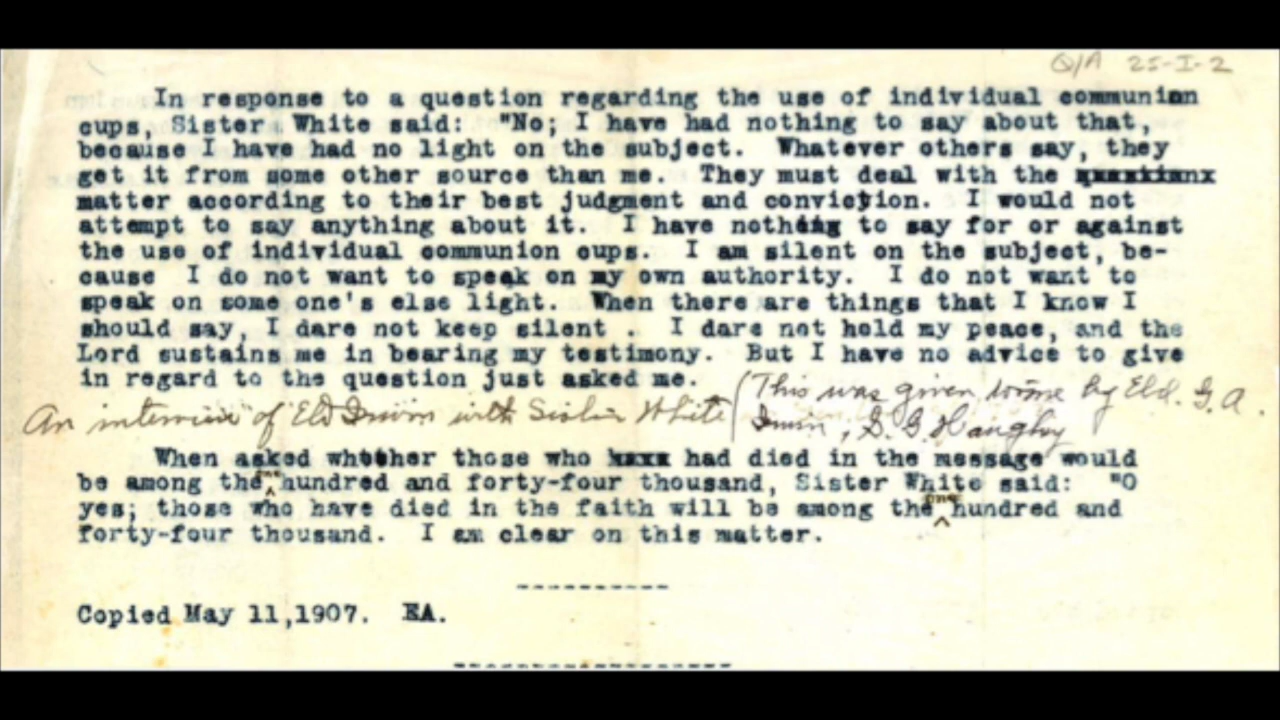 Q/A 25-I-2
In response to a question regarding the use of individual communion
cups, Sister White said: "No; I have had nothing to say about that,
because I have had no light on the subject. Whatever others say, they
get it from some other source than me. They must deal with the
matter according to their best judgment and conviction. I would not
attempt to say anything about it. I have nothing to say for or against
the use of individual communion cups. I am silent on the subject, be-
cause I do not want to speak on my own authority. I do not want to
speak on some one's else light. When there are things that I know I
should say, I dare not keep silent . I dare not hold my peace, and the
Lord sustains me in bearing my testimony. But I have no advice to give
in regard to the question just asked me.
An interview of Eld Irwin with Sister White (This was given to me by Eld. G. A.
Irwin, S. G. Haughey
When asked whether those who had died in the message would
be among the one hundred and forty-four thousand, Sister White said: "O
yes; those who have died in the faith will be among the one hundred and
forty-four thousand. I am clear on this matter.
----------
Copied May 11,1907. EA.